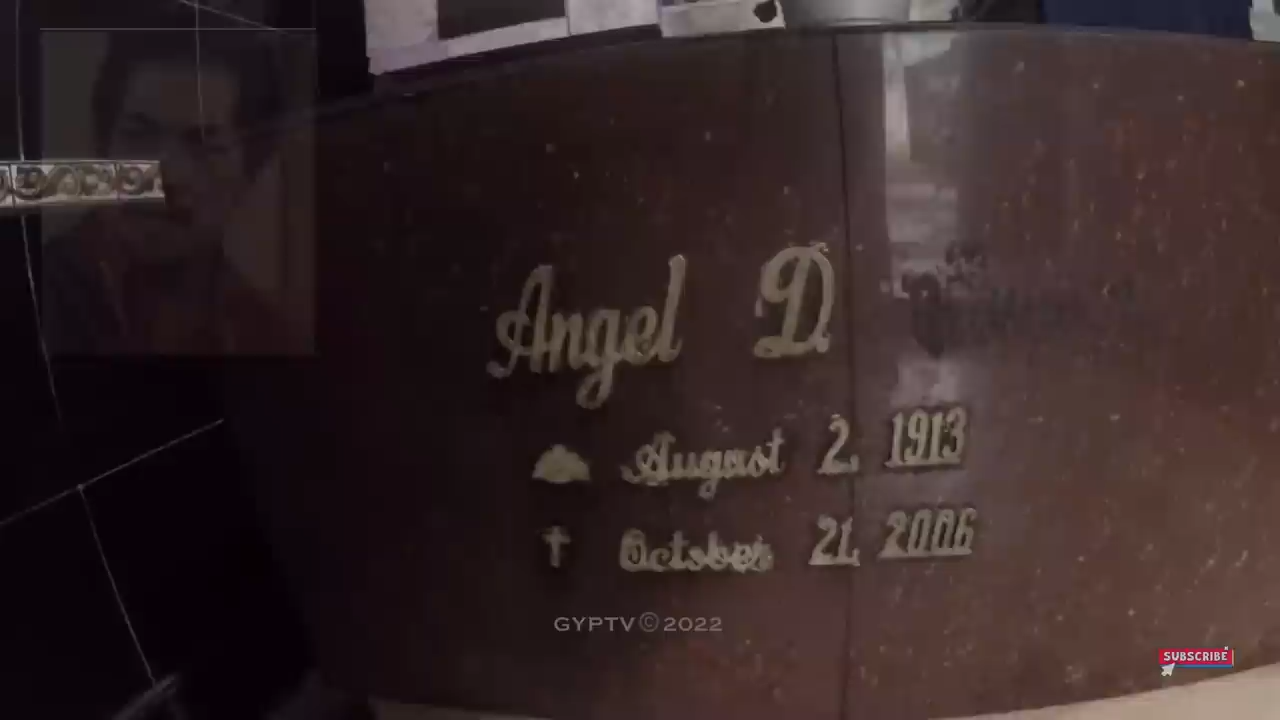 Angel D.
August 2, 1913
October 21, 2006
GYPTV©2022
SUBSCRIBE